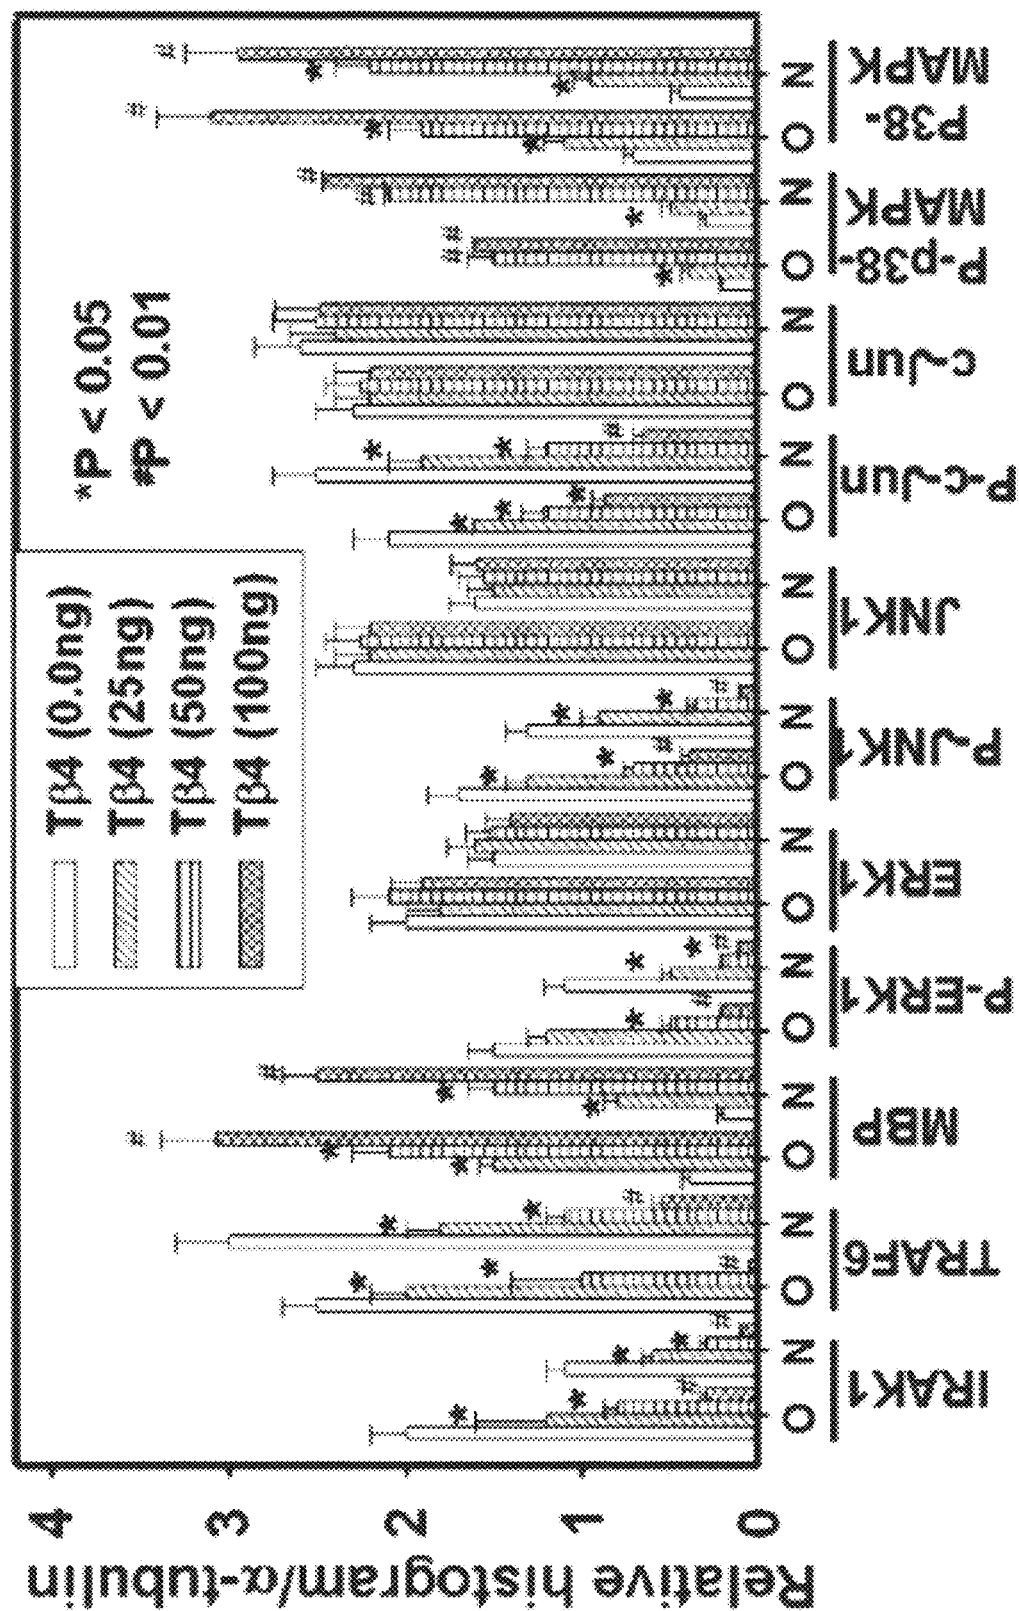 Relative histogram/α-tubulin
4
3
2
1
0
Tβ4 (0.0ng)
Tβ4 (25ng)
Tβ4 (50ng)
Tβ4 (100ng)
*P < 0.05
#P < 0.01
* * # * * # * * # * * # * * # * * # * # * * # * * # * * # * * * * * # * # # * # # * * # * * #
O N O N O N O N O N O N O N O N O N O N O N
IRAK1 TRAF6 MBP P-ERK1 ERK1 P-JNK1 JNK1 P-c-Jun c-Jun P-p38- P38-
MAPK MAPK